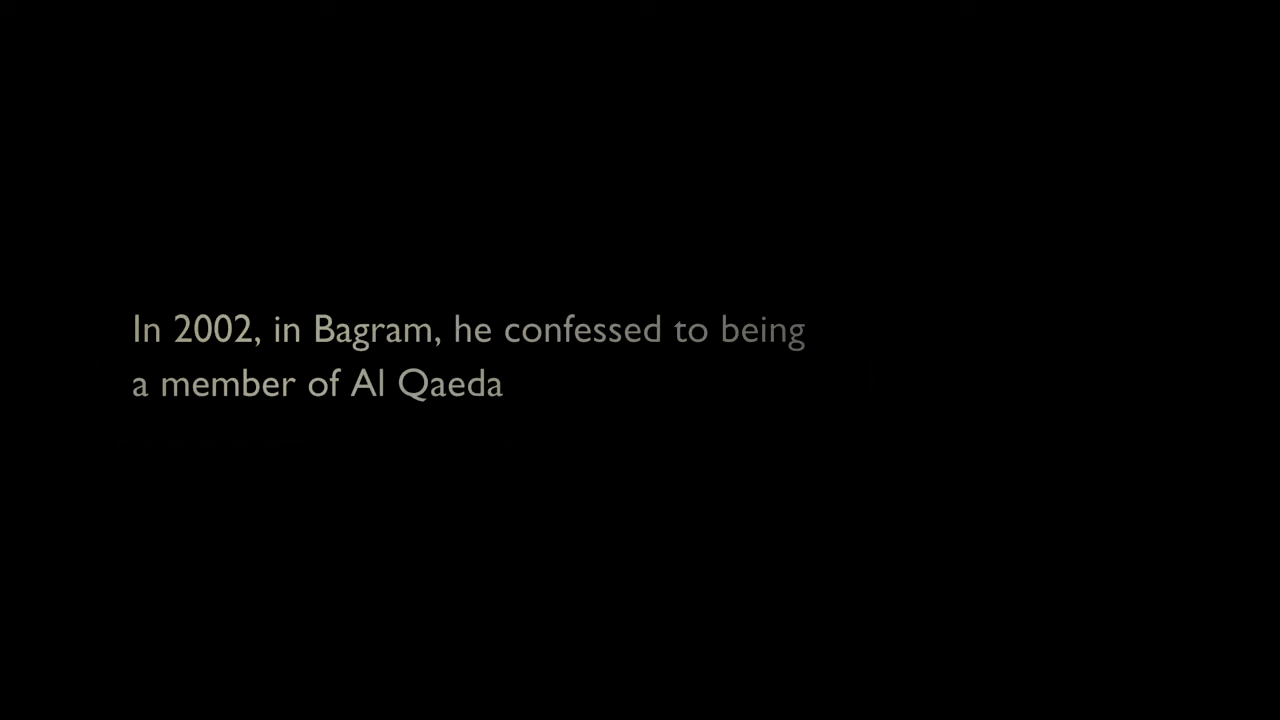 In 2002, in Bagram, he confessed to being
a member of Al Qaeda